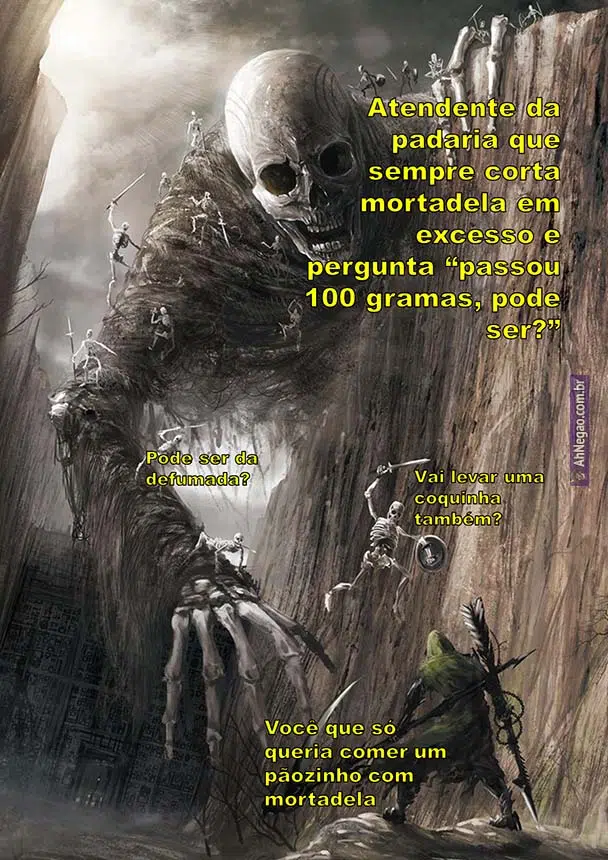 Atendente da
padaria que
sempre corta
mortadela em
excesso e
pergunta “passou
100 gramas, pode
ser?”
Pode ser da
defumada?
Vai levar uma
coquinha
também?
© AhNegao.com.br
Você que só
queria comer um
pãozinho com
mortadela